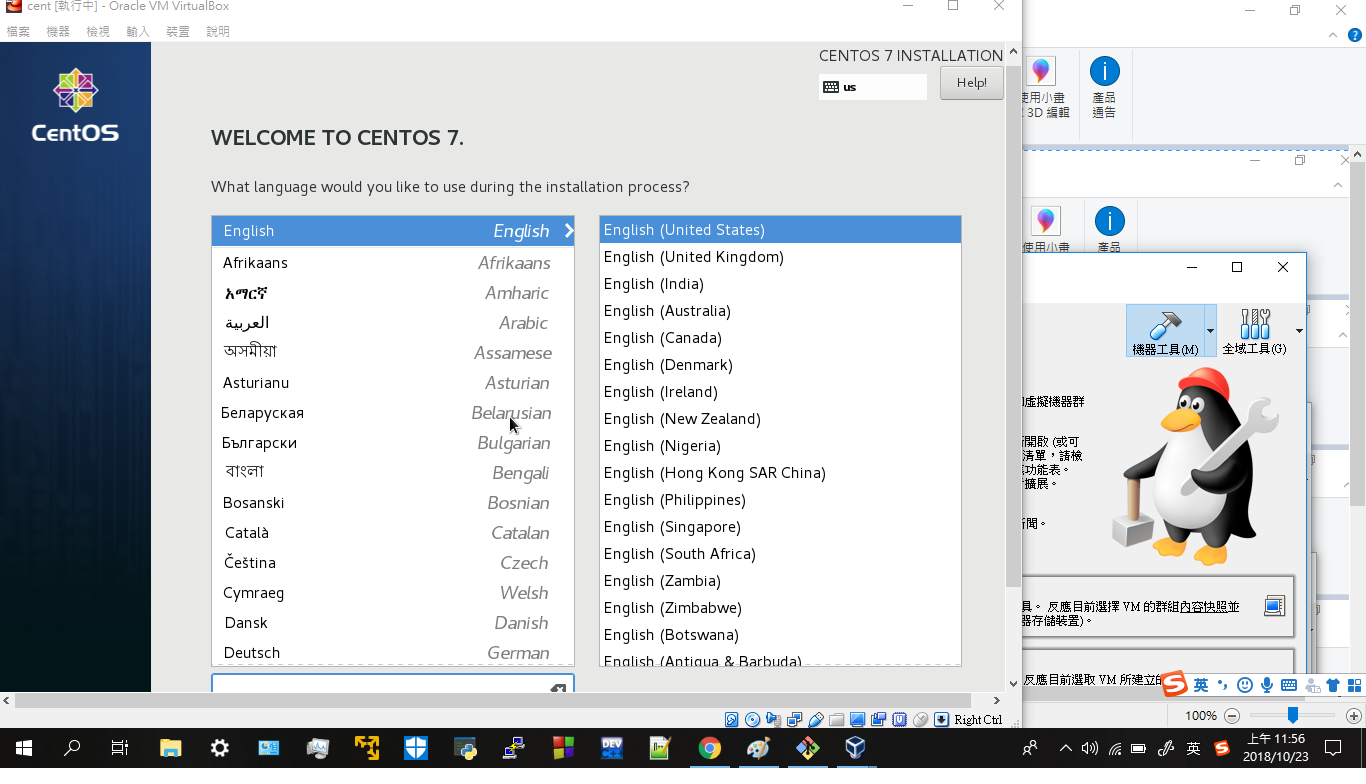 cent [執行中] - Oracle VM VirtualBox
檔案 機器 檢視 輸入 裝置 說明
CentOS
CENTOS 7 INSTALLATION
us
Help!
WELCOME TO CENTOS 7.
What language would you like to use during the installation process?
English English
Afrikaans Afrikaans
አማርኛ Amharic
العربية Arabic
অসমীয়া Assamese
Asturianu Asturian
Беларуская Belarusian
Български Bulgarian
বাংলা Bengali
Bosanski Bosnian
Català Catalan
Čeština Czech
Cymraeg Welsh
Dansk Danish
Deutsch German
English (United States)
English (United Kingdom)
English (India)
English (Australia)
English (Canada)
English (Denmark)
English (Ireland)
English (New Zealand)
English (Nigeria)
English (Hong Kong SAR China)
English (Philippines)
English (Singapore)
English (South Africa)
English (Zambia)
English (Zimbabwe)
English (Botswana)
English (Antigua & Barbuda)
Right Ctrl
使用小畫
3D 編輯
產品
通告
使用小畫
產品
機器工具(M)
全域工具(G)
虛擬機器群
開啟 (或可
清單，請檢
功能表。
擴展。
新聞。
具。 反應目前選擇 VM 的群組內容快照並
器存儲裝置)。
反應目前選取 VM 所建立的
英
100%
DEV
英
上午 11:56
2018/10/23